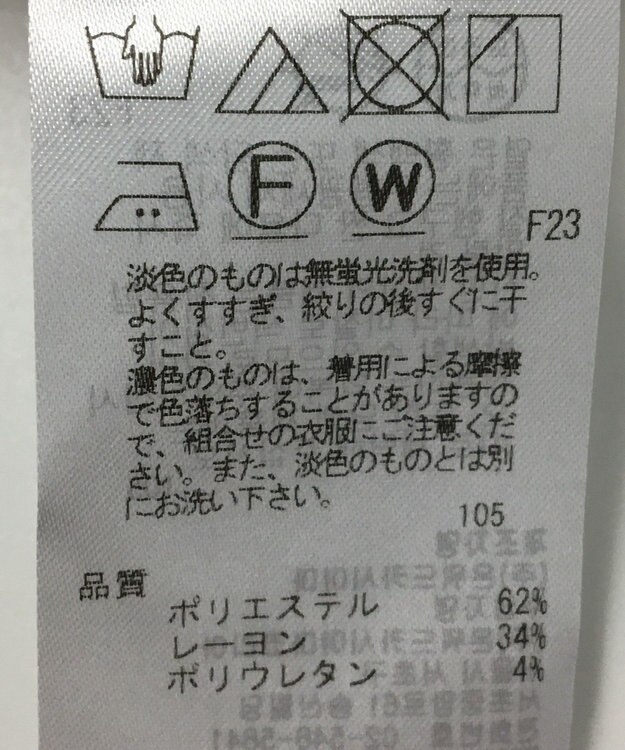 F W
F23
淡色のものは無蛍光洗剤を使用。
よくすすぎ、絞りの後すぐに干
すこと。
濃色のものは、着用による摩擦
で色落ちすることがありますの
で、組合せの衣服にご注意くだ
さい。また、淡色のものとは別
にお洗い下さい。
105
品質
ポリエステル 62%
レーヨン 34%
ポリウレタン 4%